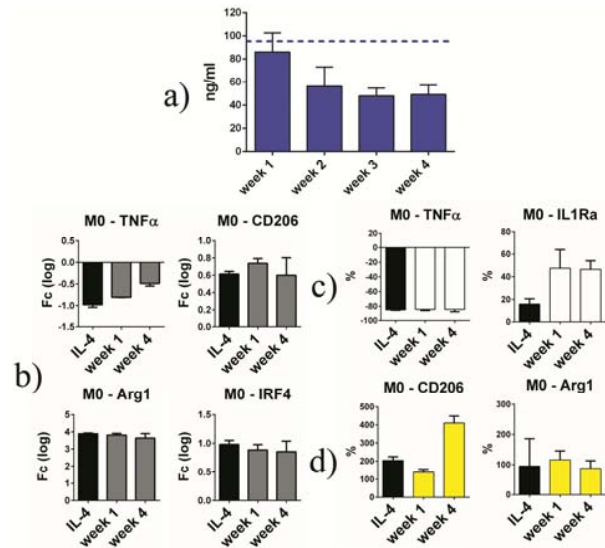 a)
ng/ml
120
100
80
60
40
20
0
week 1
week 2
week 3
week 4
b)
M0 - TNFα
Fc (log)
0.5
0.0
-0.5
-1.0
-1.5
IL-4
week 1
week 4
M0 - CD206
Fc (log)
1.0
0.8
0.6
0.4
0.2
0.0
IL-4
week 1
week 4
M0 - Arg1
Fc (log)
5
4
3
2
1
0
IL-4
week 1
week 4
M0 - IRF4
Fc (log)
1.5
1.0
0.5
0.0
IL-4
week 1
week 4
c)
M0 - TNFα
%
0
-20
-40
-60
-80
-100
IL-4
week 1
week 4
M0 - IL1Ra
%
80
60
40
20
0
IL-4
week 1
week 4
d)
M0 - CD206
%
500
400
300
200
100
0
IL-4
week 1
week 4
M0 - Arg1
%
300
200
100
0
IL-4
week 1
week 4